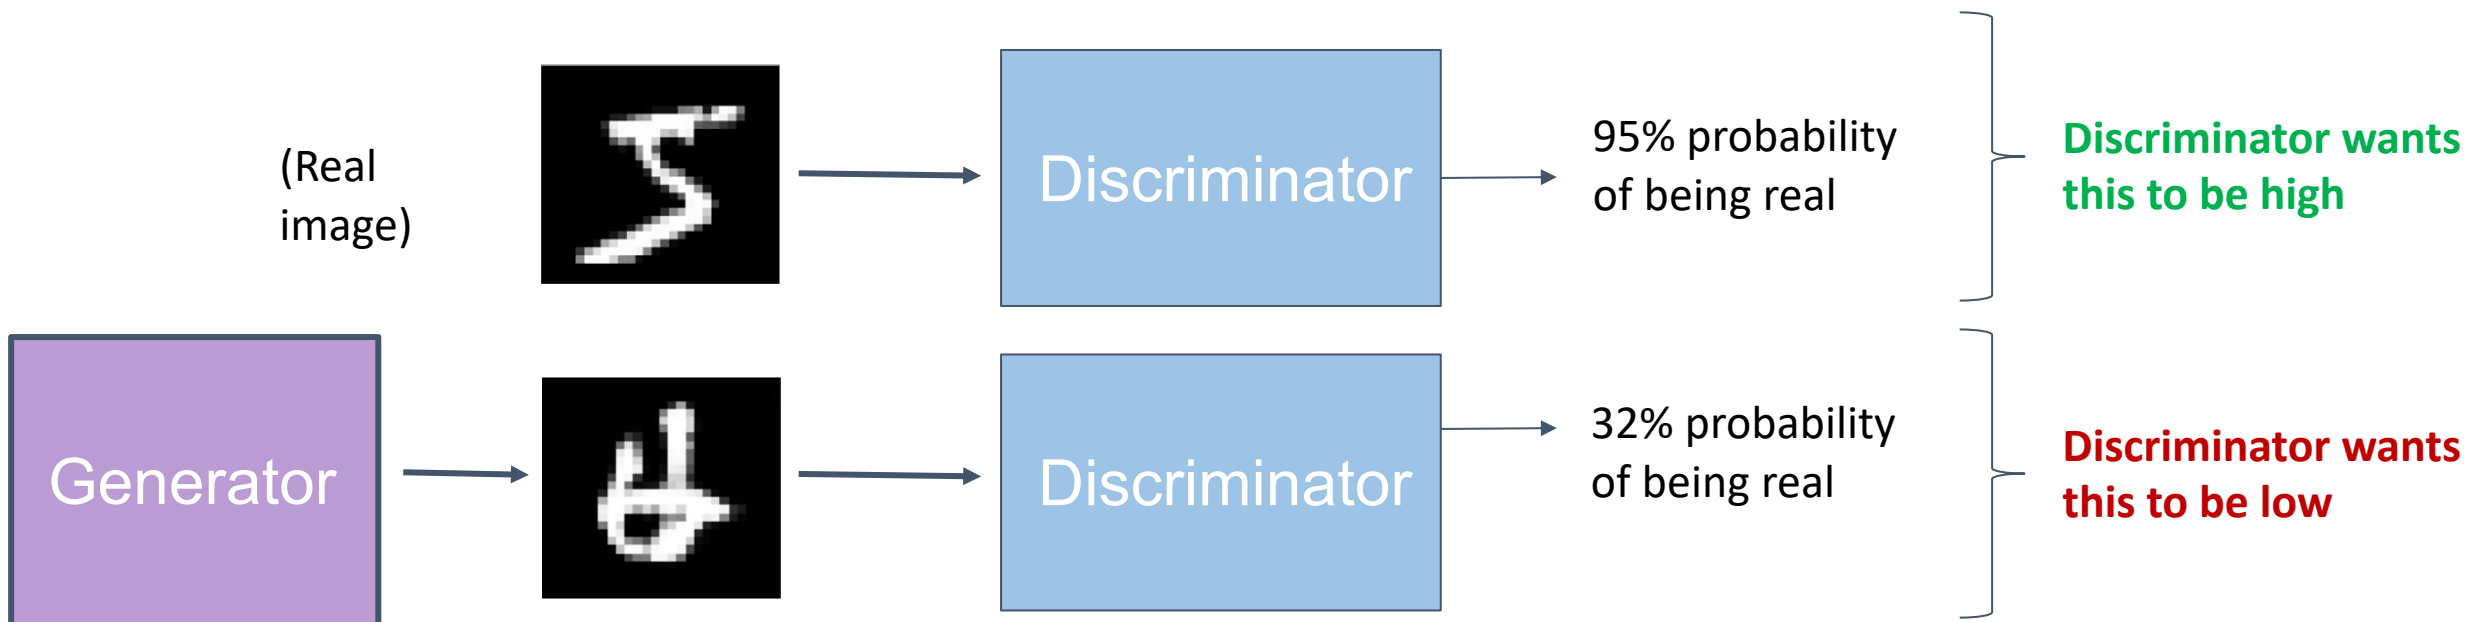 (Real
image)
Discriminator
95% probability
of being real
Discriminator wants
this to be high
Generator
Discriminator
32% probability
of being real
Discriminator wants
this to be low